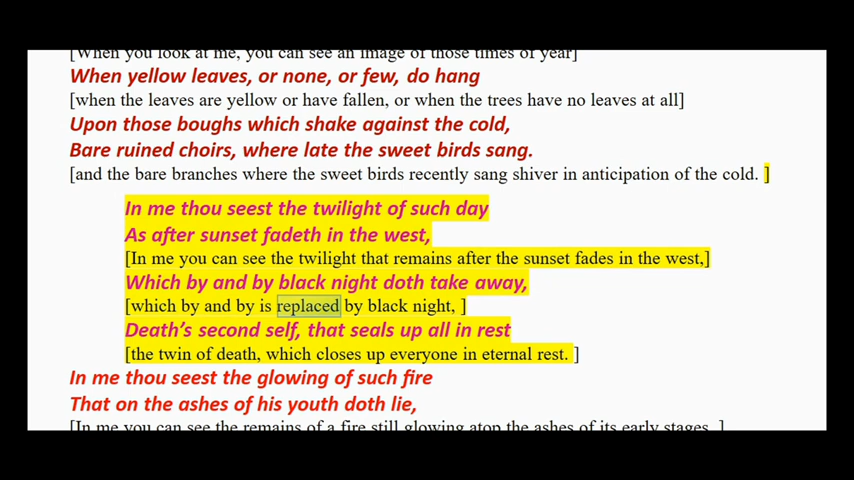 [When you look at me, you can see an image of those times of year]
When yellow leaves, or none, or few, do hang
[when the leaves are yellow or have fallen, or when the trees have no leaves at all]
Upon those boughs which shake against the cold,
Bare ruined choirs, where late the sweet birds sang.
[and the bare branches where the sweet birds recently sang shiver in anticipation of the cold. ]
In me thou seest the twilight of such day
As after sunset fadeth in the west,
[In me you can see the twilight that remains after the sunset fades in the west,]
Which by and by black night doth take away,
[which by and by is replaced by black night, ]
Death’s second self, that seals up all in rest
[the twin of death, which closes up everyone in eternal rest. ]
In me thou seest the glowing of such fire
That on the ashes of his youth doth lie,
[In me you can see the remains of a fire still glowing atop the ashes of its early stages, ]